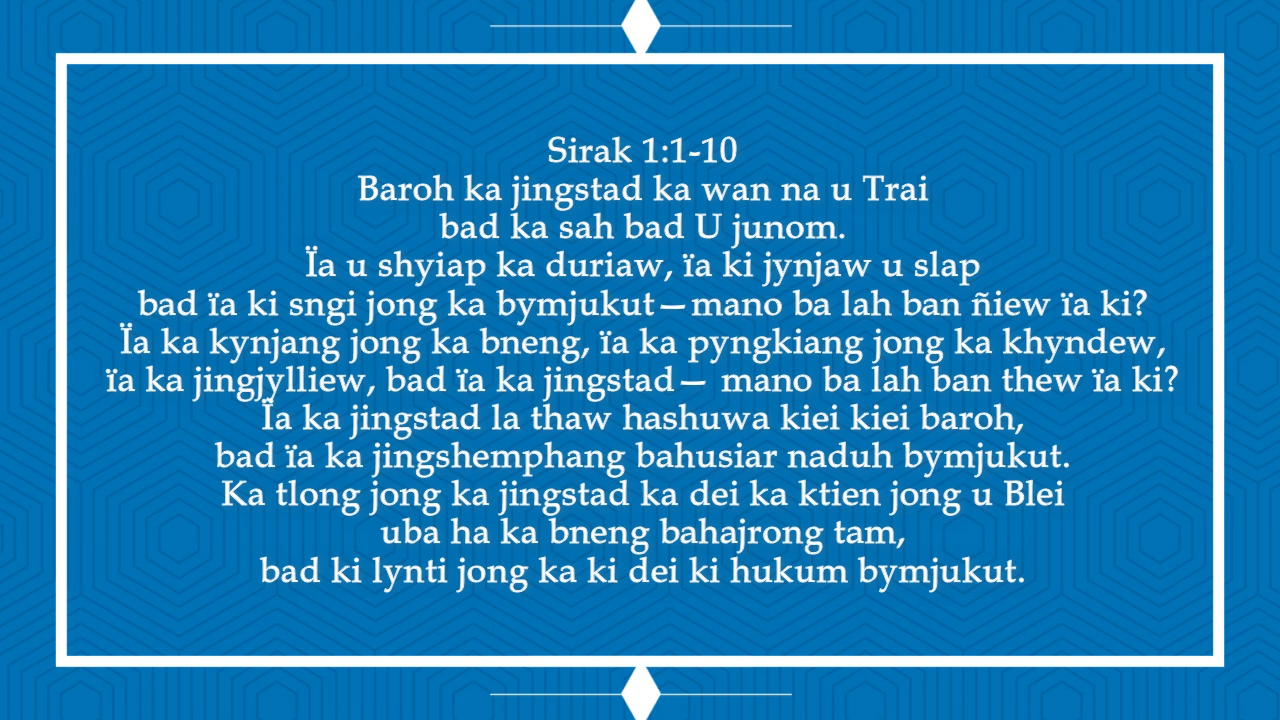 Sirak 1:1-10
Baroh ka jingstad ka wan na u Trai
bad ka sah bad U junom.
Ïa u shyiap ka duriaw, ïa ki jynjaw u slap
bad ïa ki sngi jong ka bymjukut—mano ba lah ban ñiew ïa ki?
Ïa ka kynjang jong ka bneng, ïa ka pyngkiang jong ka khyndew,
ïa ka jingjylliew, bad ïa ka jingstad— mano ba lah ban thew ïa ki?
Ïa ka jingstad la thaw hashuwa kiei kiei baroh,
bad ïa ka jingshemphang bahusiar naduh bymjukut.
Ka tlong jong ka jingstad ka dei ka ktien jong u Blei
uba ha ka bneng bahajrong tam,
bad ki lynti jong ka ki dei ki hukum bymjukut.